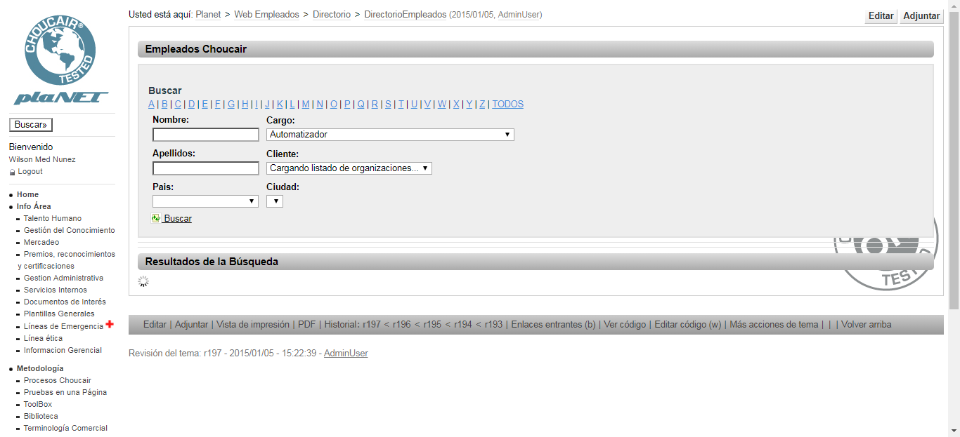 Usted está aquí: Planet > Web Empleados > Directorio > DirectorioEmpleados (2015/01/05, AdminUser)
Editar Adjuntar
CHOUCAIR
TESTED
plaNET
Buscar»
Bienvenido
Wilson Med Nunez
Logout
Home
Info Área
Talento Humano
Gestión del Conocimiento
Mercadeo
Premios, reconocimientos
y certificaciones
Gestion Administrativa
Servicios Internos
Documentos de Interés
Plantillas Generales
Líneas de Emergencia
Línea ética
Informacion Gerencial
Metodología
Procesos Choucair
Pruebas en una Página
ToolBox
Biblioteca
Terminología Comercial
Empleados Choucair
Buscar
A | B | C | D | E | F | G | H | I | J | K | L | M | N | O | P | Q | R | S | T | U | V | W | X | Y | Z | TODOS
Nombre: Cargo:
Automatizador
Apellidos: Cliente:
Cargando listado de organizaciones...
Pais: Ciudad:
Buscar
Resultados de la Búsqueda
TESTED
Editar | Adjuntar | Vista de impresión | PDF | Historial: r197 < r196 < r195 < r194 < r193 | Enlaces entrantes (b) | Ver código | Editar código (w) | Más acciones de tema | | | Volver arriba
Revisión del tema: r197 - 2015/01/05 - 15:22:39 - AdminUser